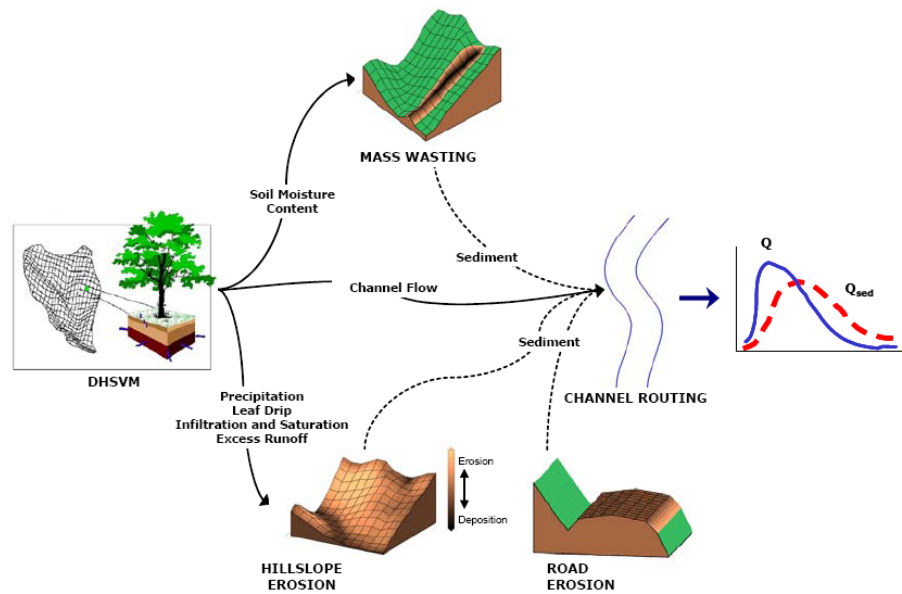 MASS WASTING
Soil Moisture
Content
Sediment
Channel Flow
Q
Qsed
Sediment
DHSVM
CHANNEL ROUTING
Precipitation
Leaf Drip
Infiltration and Saturation
Excess Runoff
Erosion
Deposition
HILLSLOPE
EROSION
ROAD
EROSION